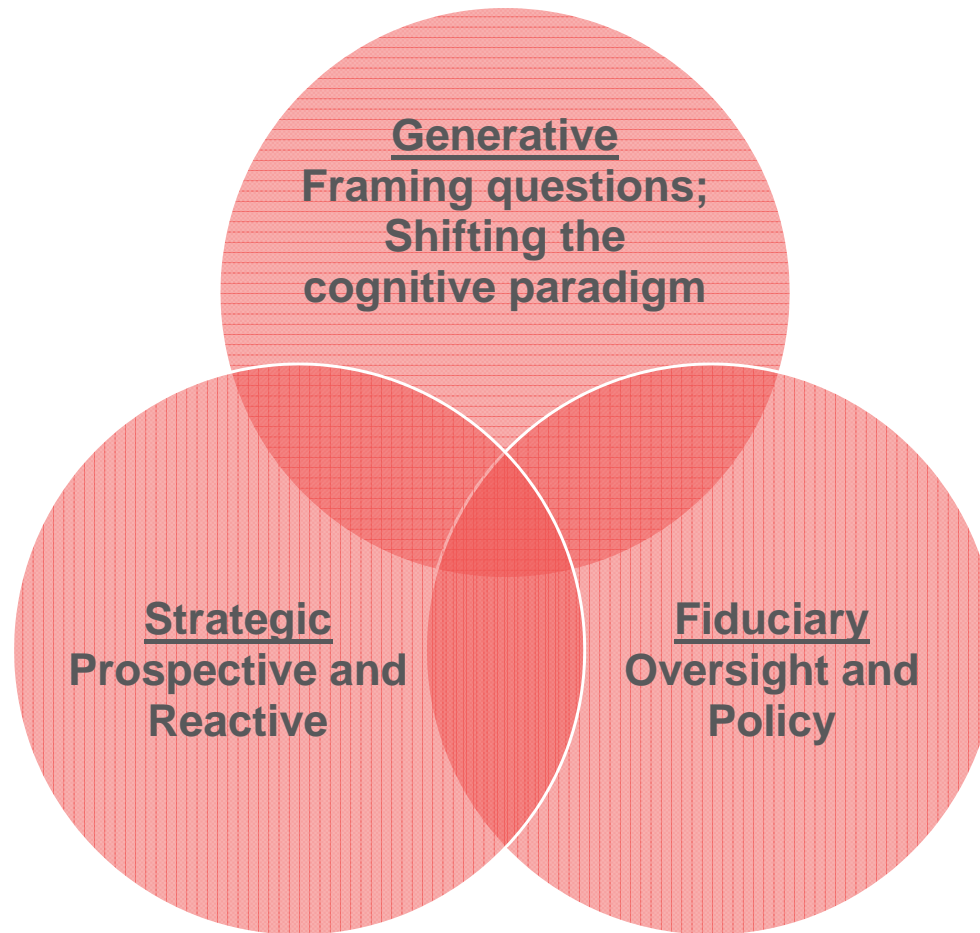 Generative
Framing questions;
Shifting the
cognitive paradigm
Strategic
Prospective and
Reactive
Fiduciary
Oversight and
Policy